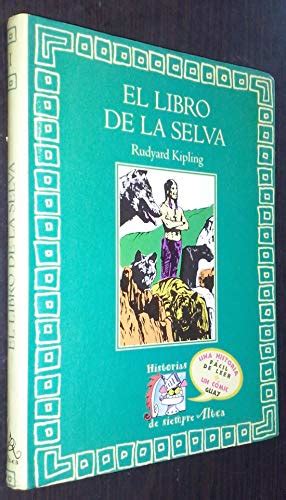 EL LIBRO
DE LA SELVA
Rudyard Kipling
Historias
de siempre Altea
UNA HISTORIA
FÁCIL
DE LEER
Y
UN CÓMIC
GUAY
EL LIBRO DE LA SELVA
1